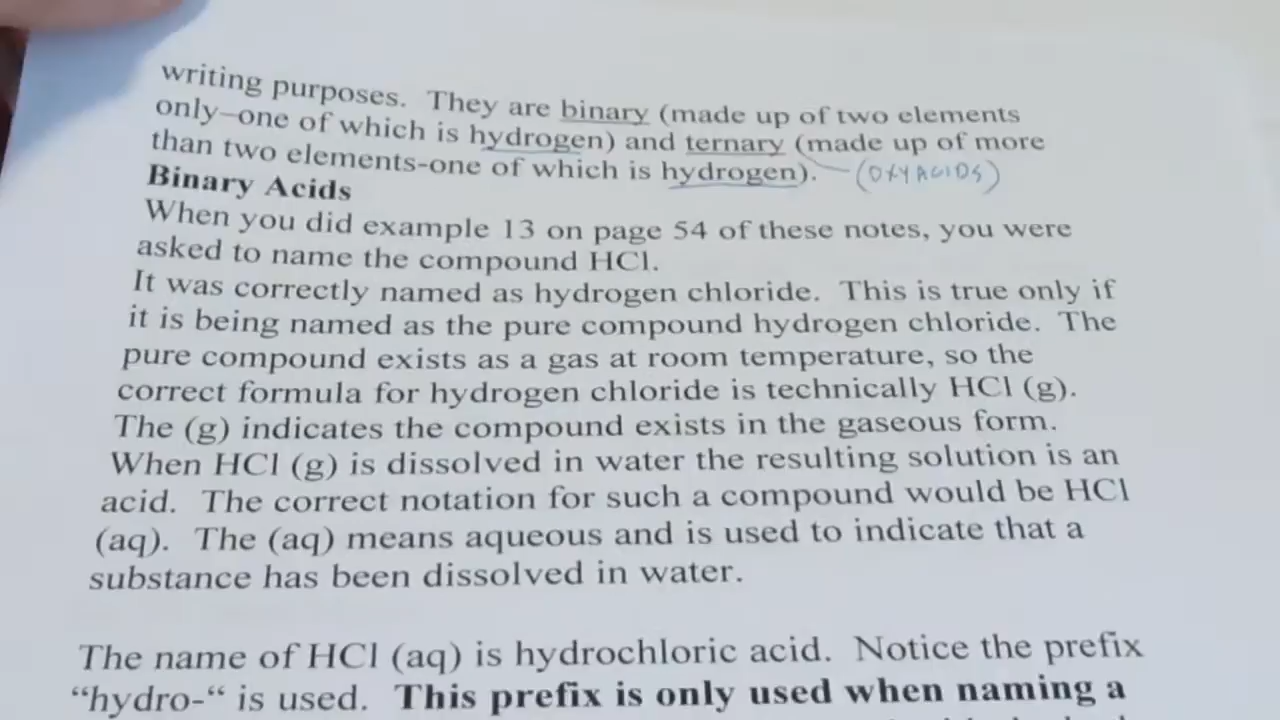 writing purposes. They are binary (made up of two elements
only–one of which is hydrogen) and ternary (made up of more
than two elements-one of which is hydrogen). (OXYACIDS)
Binary Acids
When you did example 13 on page 54 of these notes, you were
asked to name the compound HCl.
It was correctly named as hydrogen chloride. This is true only if
it is being named as the pure compound hydrogen chloride. The
pure compound exists as a gas at room temperature, so the
correct formula for hydrogen chloride is technically HCl (g).
The (g) indicates the compound exists in the gaseous form.
When HCl (g) is dissolved in water the resulting solution is an
acid. The correct notation for such a compound would be HCl
(aq). The (aq) means aqueous and is used to indicate that a
substance has been dissolved in water.
The name of HCl (aq) is hydrochloric acid. Notice the prefix
“hydro-“ is used. This prefix is only used when naming a